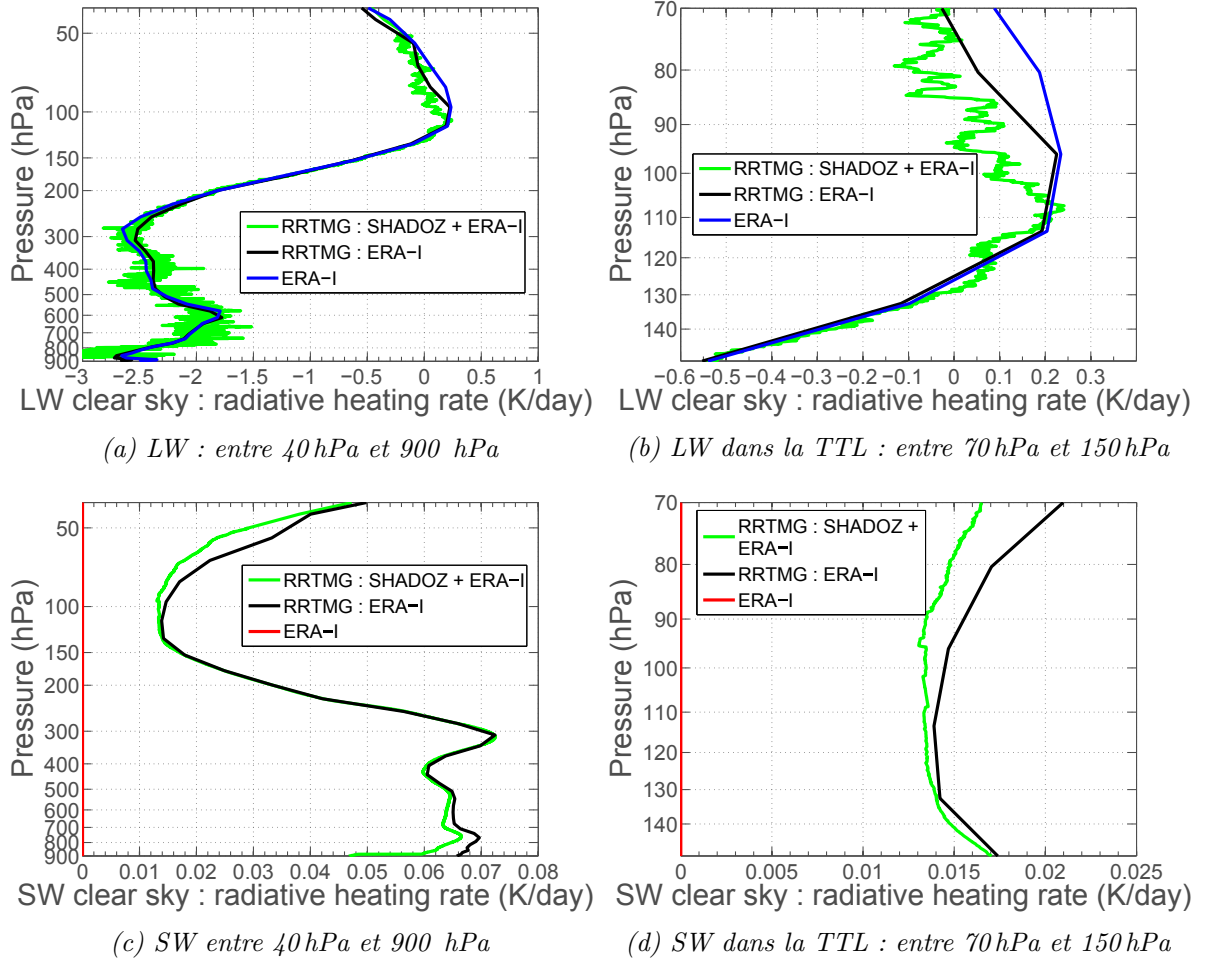 50
100
150
200
300
400
500
600
700
800
900
Pressure (hPa)
RRTMG : SHADOZ + ERA−I
RRTMG : ERA−I
ERA−I
−3 −2.5 −2 −1.5 −1 −0.5 0 0.5 1
LW clear sky : radiative heating rate (K/day)
(a) LW : entre 40 hPa et 900 hPa
70
80
90
100
110
120
130
140
Pressure (hPa)
RRTMG : SHADOZ + ERA−I
RRTMG : ERA−I
ERA−I
−0.6 −0.5 −0.4 −0.3 −0.2 −0.1 0 0.1 0.2 0.3
LW clear sky : radiative heating rate (K/day)
(b) LW dans la TTL : entre 70 hPa et 150 hPa
50
100
150
200
300
400
500
600
700
800
900
Pressure (hPa)
RRTMG : SHADOZ + ERA−I
RRTMG : ERA−I
ERA−I
0 0.01 0.02 0.03 0.04 0.05 0.06 0.07 0.08
SW clear sky : radiative heating rate (K/day)
(c) SW entre 40 hPa et 900 hPa
70
80
90
100
110
120
130
140
Pressure (hPa)
RRTMG : SHADOZ +
ERA−I
RRTMG : ERA−I
ERA−I
0 0.005 0.01 0.015 0.02 0.025
SW clear sky : radiative heating rate (K/day)
(d) SW dans la TTL : entre 70 hPa et 150 hPa